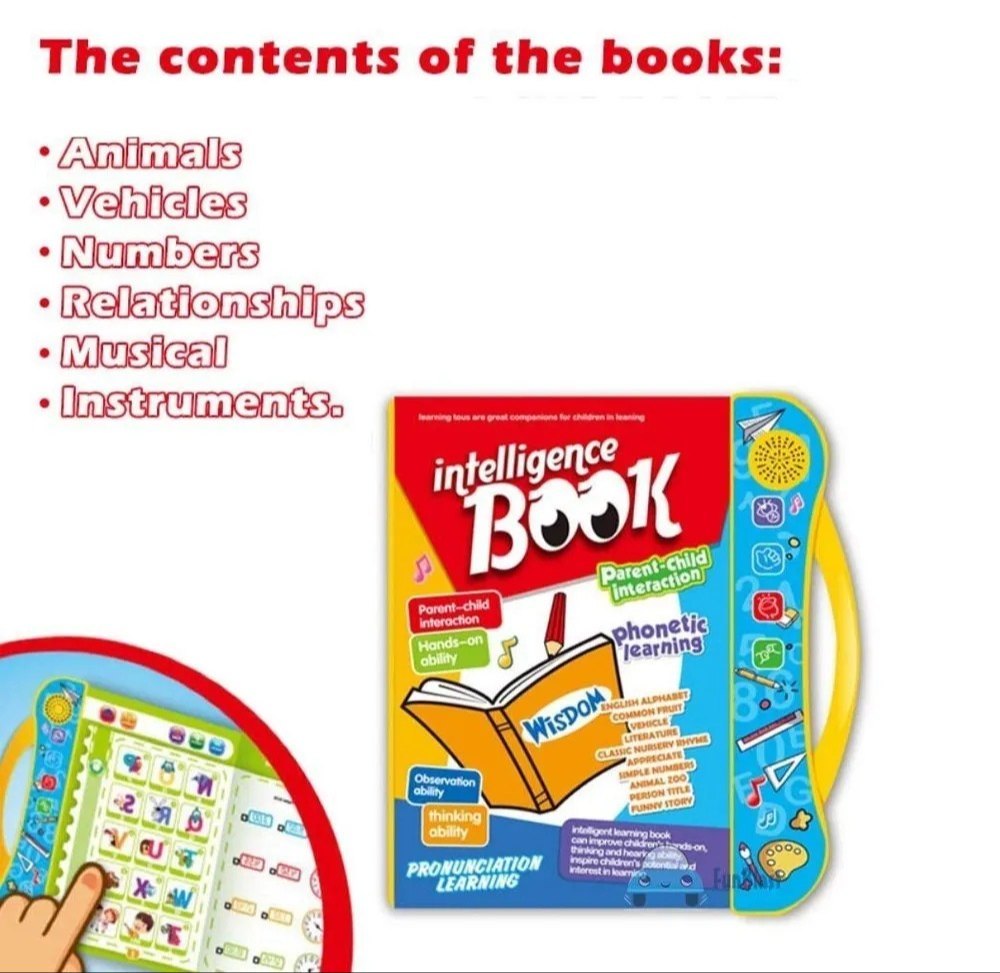 The contents of the books:
• Animals
• Vehicles
• Numbers
• Relationships
• Musical
• Instruments.
learning tous are great companions for children in leaning
intelligence
BOOK
Parent-Child
interaction
Parent-child
interaction
Hands-on
ability
phonetic
learning
WISDOM
ENGLISH ALPHABET
COMMON FRUIT
VEHICLE
LITERATURE
CLASSIC NURSERY RHYME
APPRECIATE
SIMPLE NUMBERS
ANIMAL ZOO
PERSON TITLE
FUNNY STORY
Observation
ability
thinking
ability
PRONUNCIATION
LEARNING
intelligent learning book
can improve children's hands-on,
thinking and hearing ability
inspire children's potential and
interest in learning